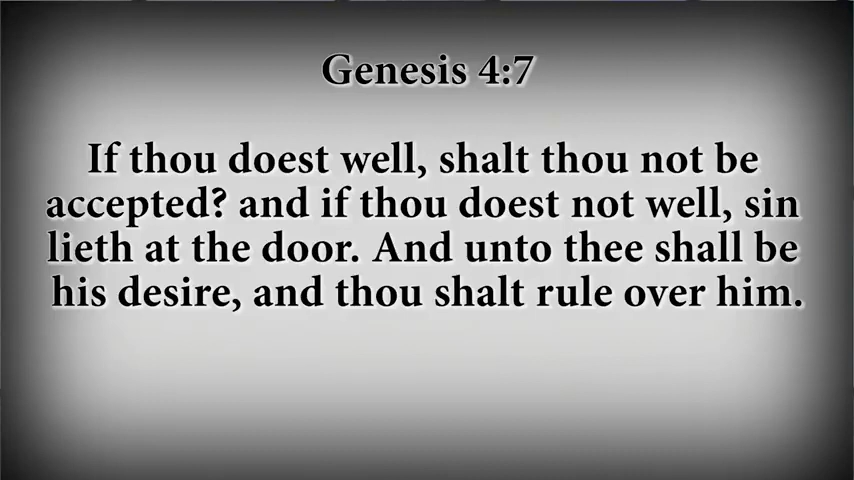 Genesis 4:7
If thou doest well, shalt thou not be
accepted? and if thou doest not well, sin
lieth at the door. And unto thee shall be
his desire, and thou shalt rule over him.